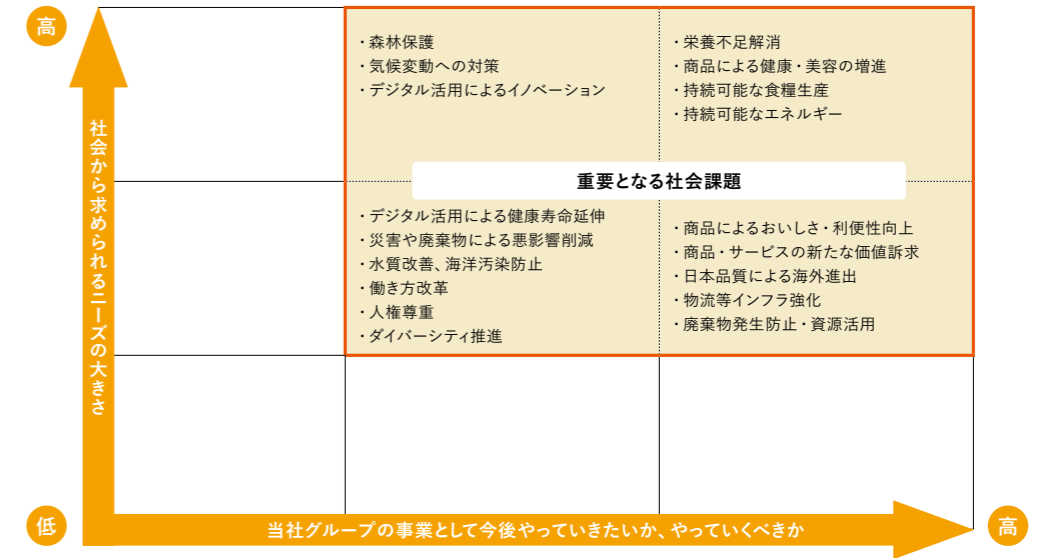 高
社会から求められるニーズの大きさ
・森林保護
・気候変動への対策
・デジタル活用によるイノベーション
・栄養不足解消
・商品による健康・美容の増進
・持続可能な食糧生産
・持続可能なエネルギー
重要となる社会課題
・デジタル活用による健康寿命延伸
・災害や廃棄物による悪影響削減
・水質改善、海洋汚染防止
・働き方改革
・人権尊重
・ダイバーシティ推進
・商品によるおいしさ・利便性向上
・商品・サービスの新たな価値訴求
・日本品質による海外進出
・物流等インフラ強化
・廃棄物発生防止・資源活用
低
当社グループの事業として今後やっていきたいか、やっていくべきか
高